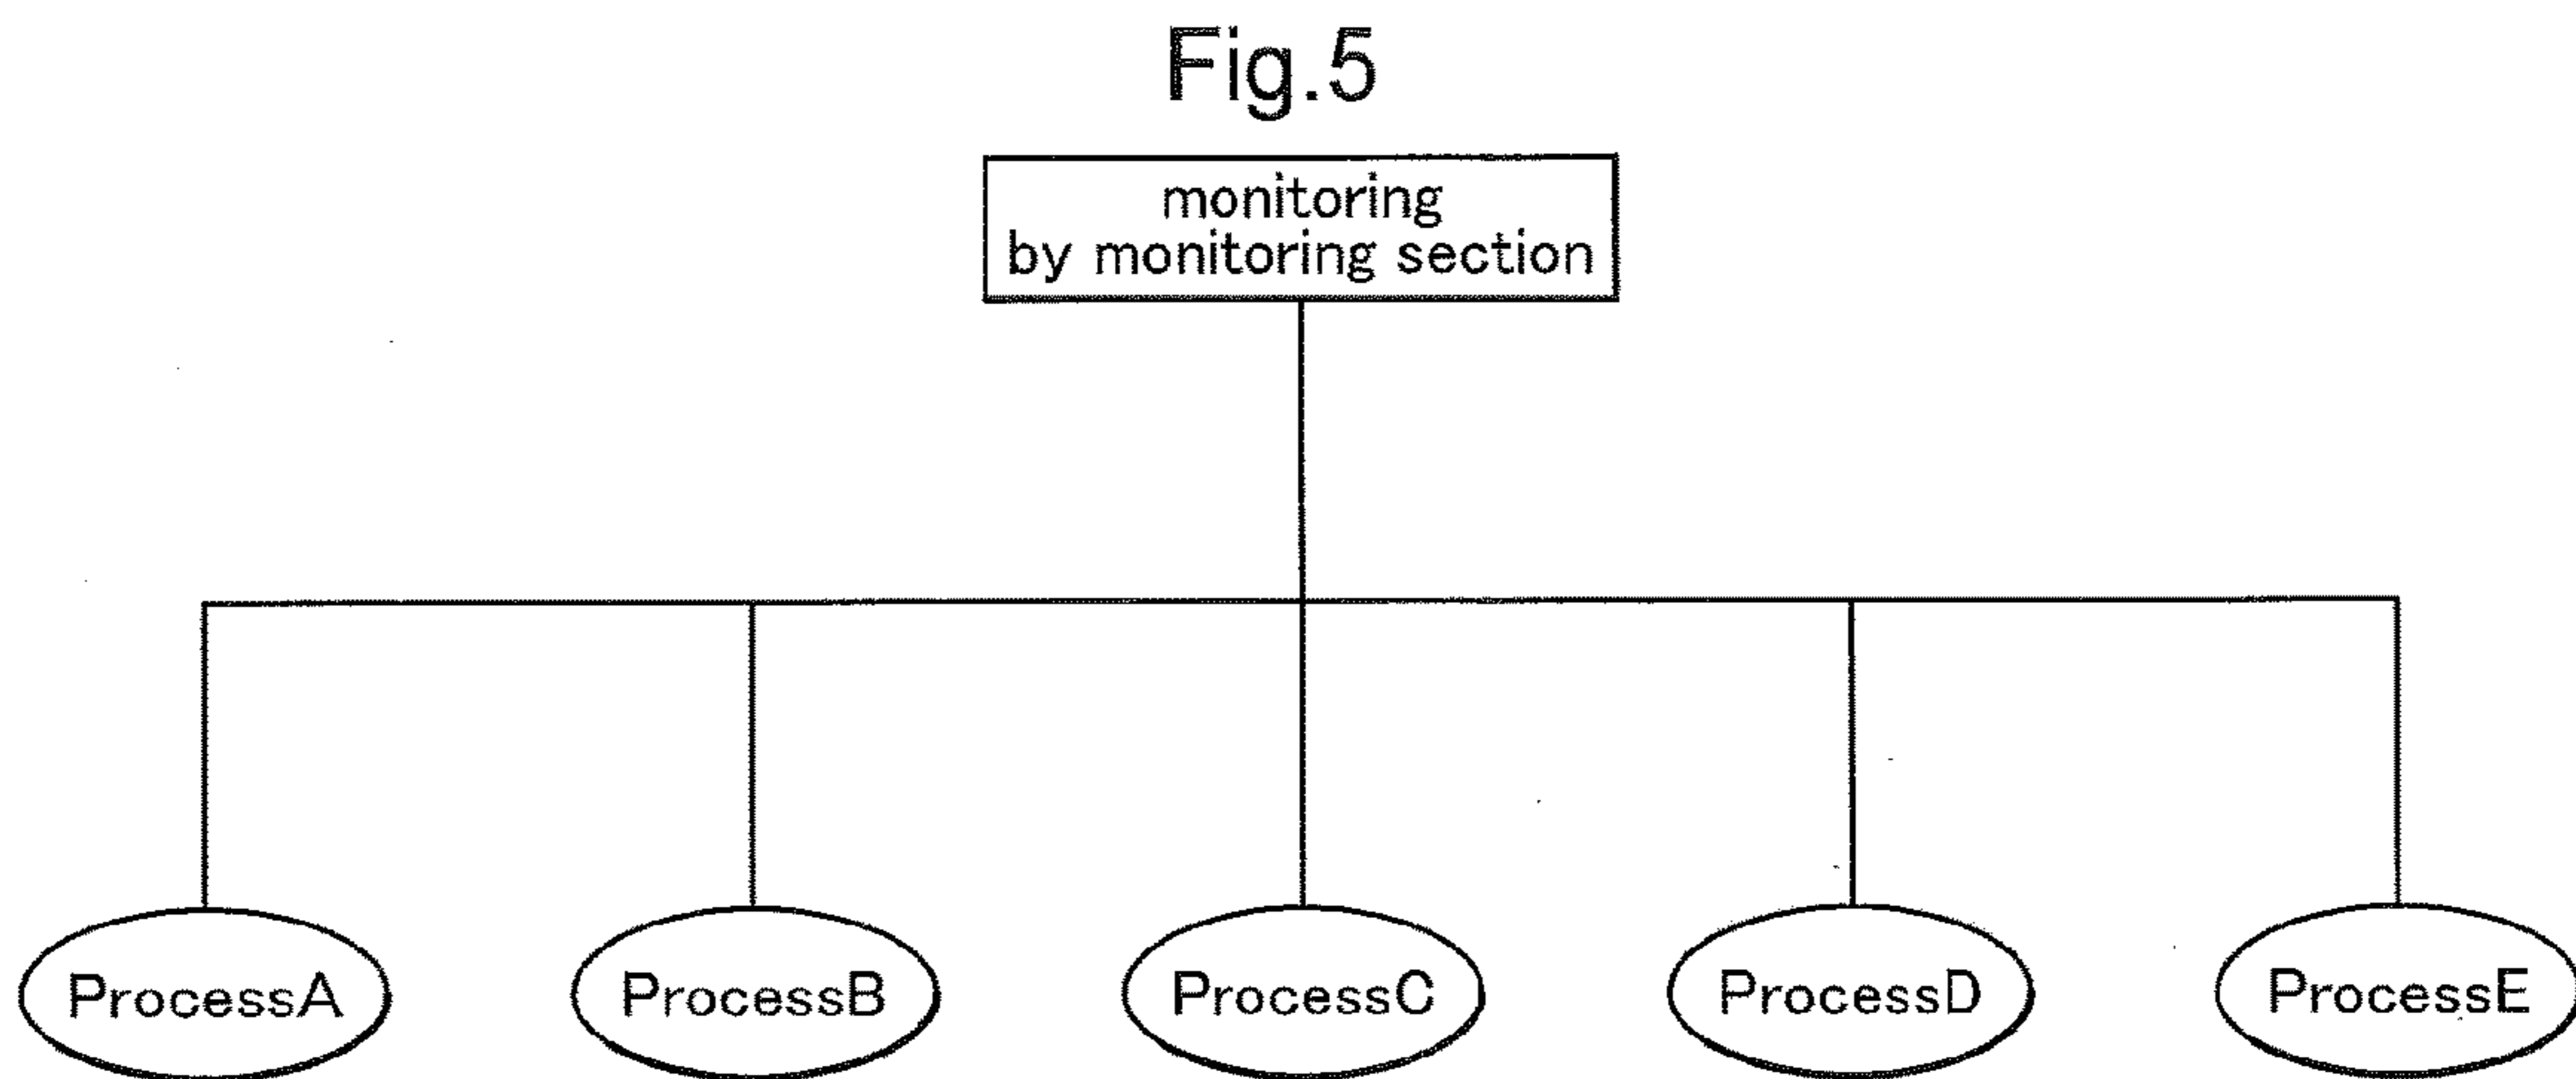 Fig.5
monitoring
by monitoring section
ProcessA
ProcessB
ProcessC
ProcessD
ProcessE